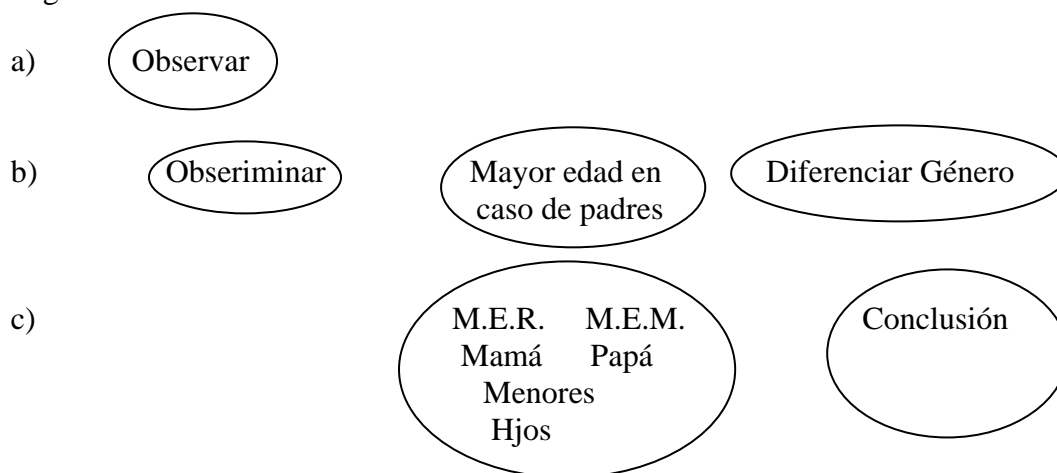 a) Observar
b) Obseriminar Mayor edad en caso de padres Diferenciar Género
c) M.E.R. M.E.M. Conclusión
Mamá Papá
Menores
Hjos